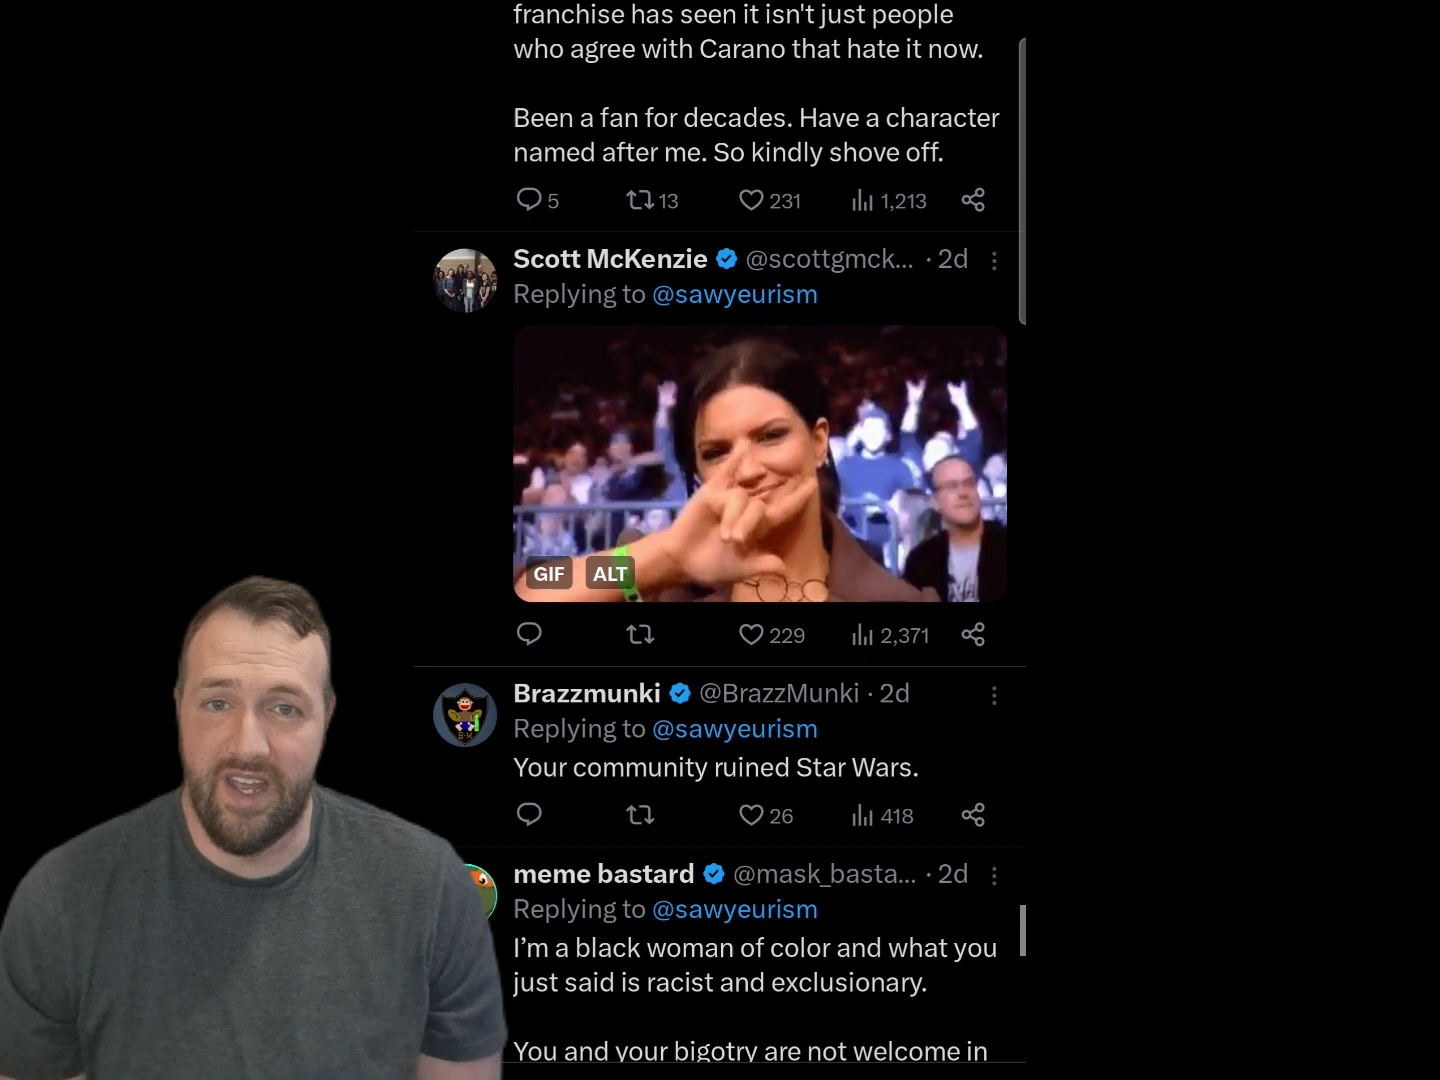 franchise has seen it isn't just people
who agree with Carano that hate it now.
Been a fan for decades. Have a character
named after me. So kindly shove off.
5 13 231 1,213
Scott McKenzie @scottgmck... · 2d
Replying to @sawyeurism
GIF ALT
229 2,371
Brazzmunki @BrazzMunki · 2d
Replying to @sawyeurism
Your community ruined Star Wars.
26 418
meme bastard @mask_basta... · 2d
Replying to @sawyeurism
I'm a black woman of color and what you
just said is racist and exclusionary.
You and your bigotry are not welcome in